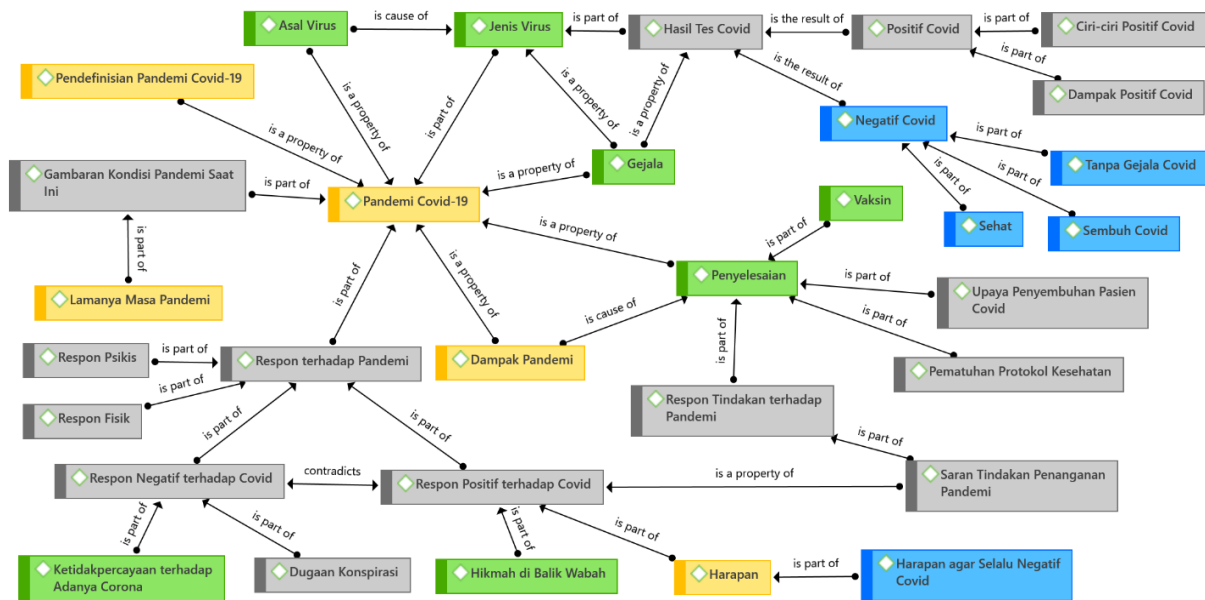 Asal Virus
is cause of
Jenis Virus
is part of
Hasil Tes Covid
is the result of
Positif Covid
is part of
Ciri-ciri Positif Covid
is part of
Dampak Positif Covid
Pendefinisian Pandemi Covid-19
is a property of
is a property of
is part of
is a property of
is a property of
is the result of
Negatif Covid
is part of
Tanpa Gejala Covid
is part of
Sembuh Covid
is part of
Sehat
Gejala
is a property of
Gambaran Kondisi Pandemi Saat
Ini
is part of
Pandemi Covid-19
is part of
Lamanya Masa Pandemi
is a property of
Vaksin
is part of
Penyelesaian
is part of
Upaya Penyembuhan Pasien
Covid
is part of
Pematuhan Protokol Kesehatan
is part of
is a property of
is cause of
Dampak Pandemi
is part of
Respon Psikis
is part of
Respon terhadap Pandemi
Respon Fisik
is part of
Respon Tindakan terhadap
Pandemi
is part of
is part of
is part of
Respon Negatif terhadap Covid
contradicts
Respon Positif terhadap Covid
is a property of
Saran Tindakan Penanganan
Pandemi
is part of
is part of
is part of
is part of
Ketidakpercayaan terhadap
Adanya Corona
Dugaan Konspirasi
Hikmah di Balik Wabah
Harapan
is part of
Harapan agar Selalu Negatif
Covid